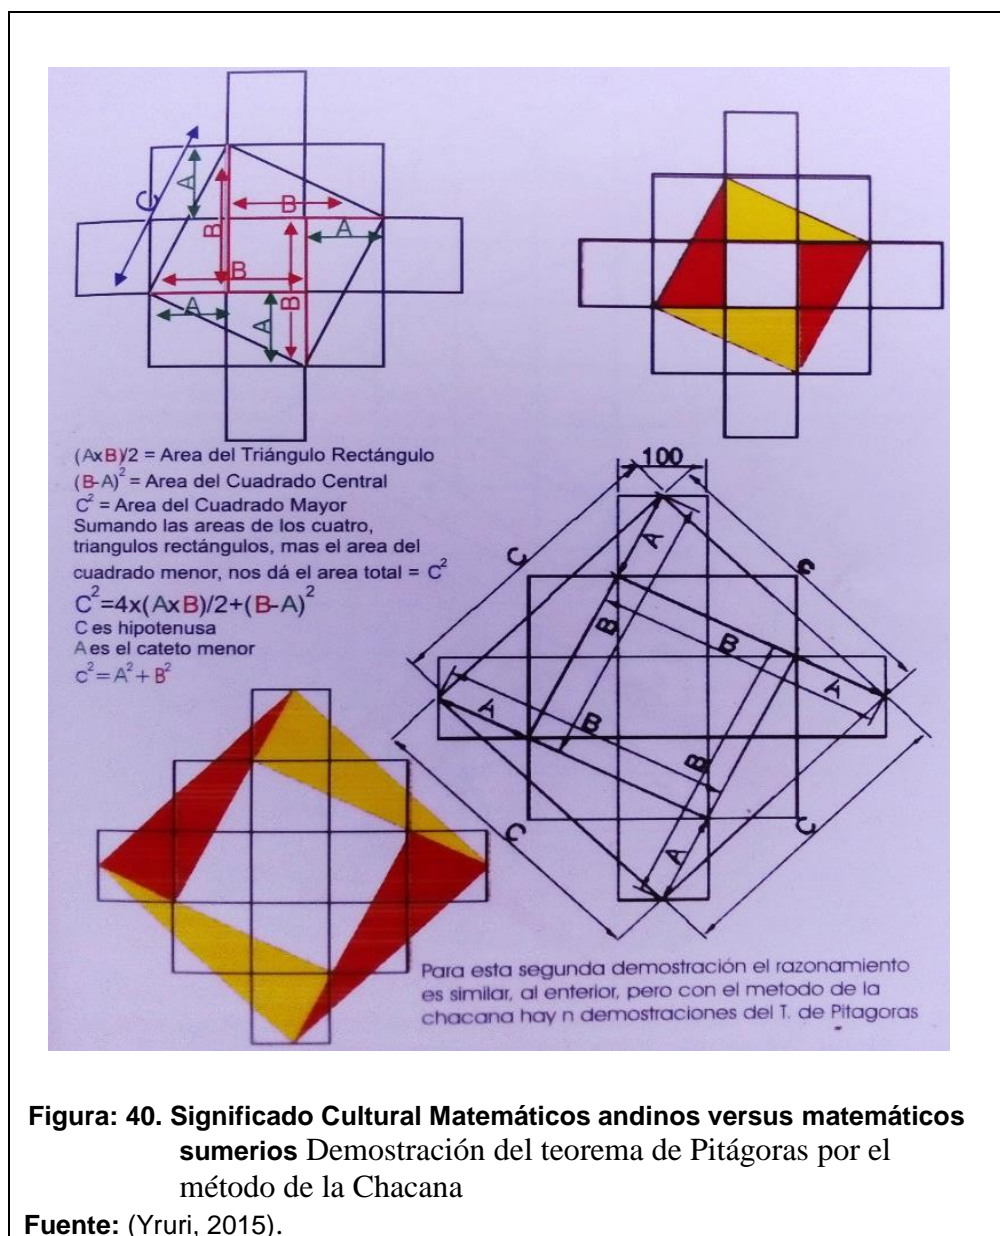 C
A
B
B
B
A
B
A
A
(AxB)/2 = Area del Triángulo Rectángulo
(B-A)² = Area del Cuadrado Central
C² = Area del Cuadrado Mayor
Sumando las areas de los cuatro,
triangulos rectángulos, mas el area del
cuadrado menor, nos dá el area total = C²
C²=4x(AxB)/2+(B-A)²
C es hipotenusa
A es el cateto menor
c²=A²+B²
100
C
A
C
B
B
A
A
B
B
A
C
C
Para esta segunda demostración el razonamiento
es similar, al enterior, pero con el metodo de la
chacana hay n demostraciones del T. de Pitagoras
Figura: 40. Significado Cultural Matemáticos andinos versus matemáticos
sumerios Demostración del teorema de Pitágoras por el
método de la Chacana
Fuente: (Yruri, 2015).